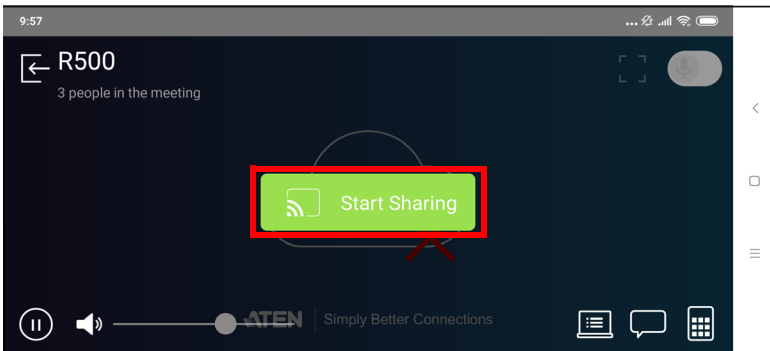 9:57
R500
3 people in the meeting
Start Sharing
ATEN Simply Better Connections